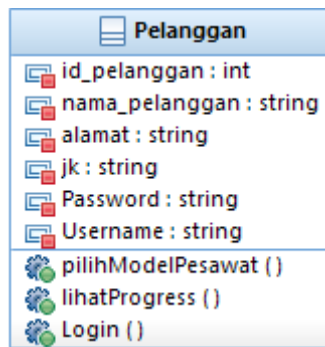 Pelanggan
id_pelanggan : int
nama_pelanggan : string
alamat : string
jk : string
Password : string
Username : string
pilihModelPesawat ()
lihatProgress ()
Login ()